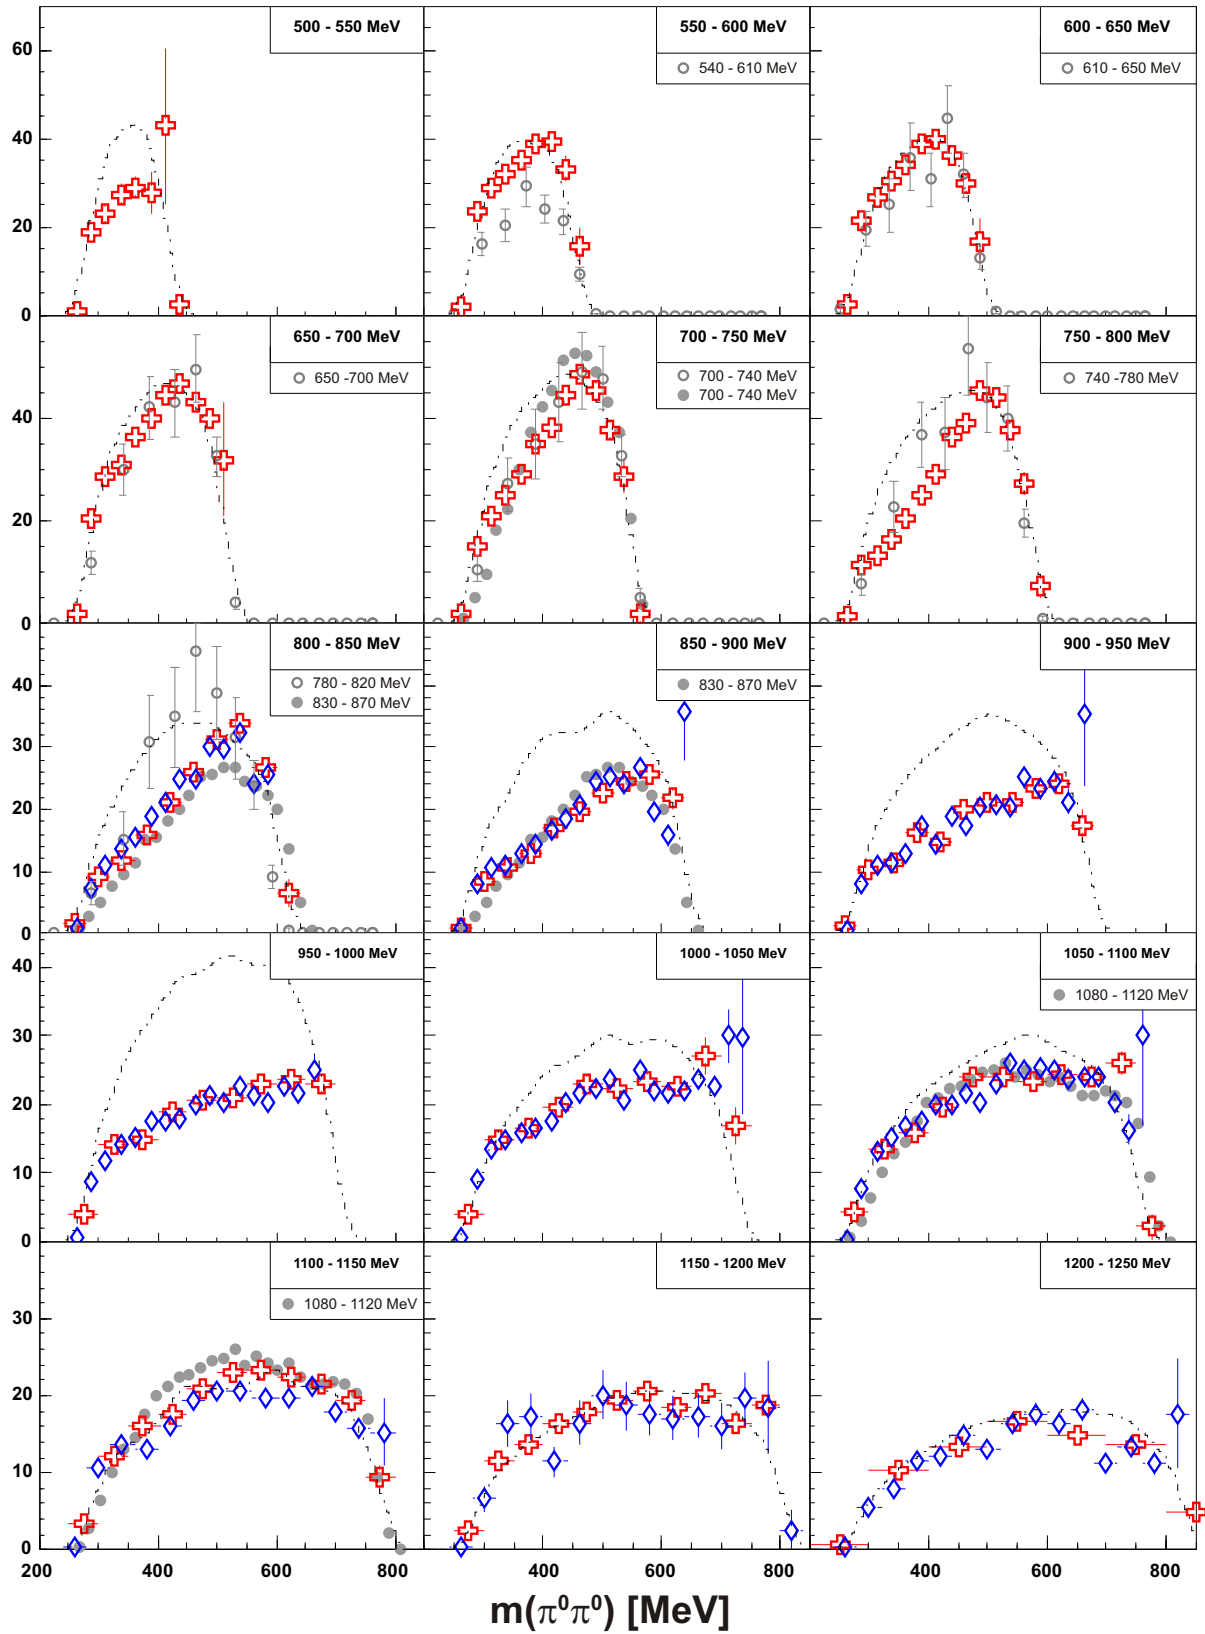 500 - 550 MeV
550 - 600 MeV
540 - 610 MeV
600 - 650 MeV
610 - 650 MeV
60
40
20
0
650 - 700 MeV
650 -700 MeV
700 - 750 MeV
700 - 740 MeV
700 - 740 MeV
750 - 800 MeV
740 -780 MeV
40
20
0
800 - 850 MeV
780 - 820 MeV
830 - 870 MeV
850 - 900 MeV
830 - 870 MeV
900 - 950 MeV
40
30
20
10
0
950 - 1000 MeV
1000 - 1050 MeV
1050 - 1100 MeV
1080 - 1120 MeV
40
30
20
10
0
1100 - 1150 MeV
1080 - 1120 MeV
1150 - 1200 MeV
1200 - 1250 MeV
30
20
10
0
200 400 600 800 400 600 800 400 600 800
m(π⁰π⁰) [MeV]